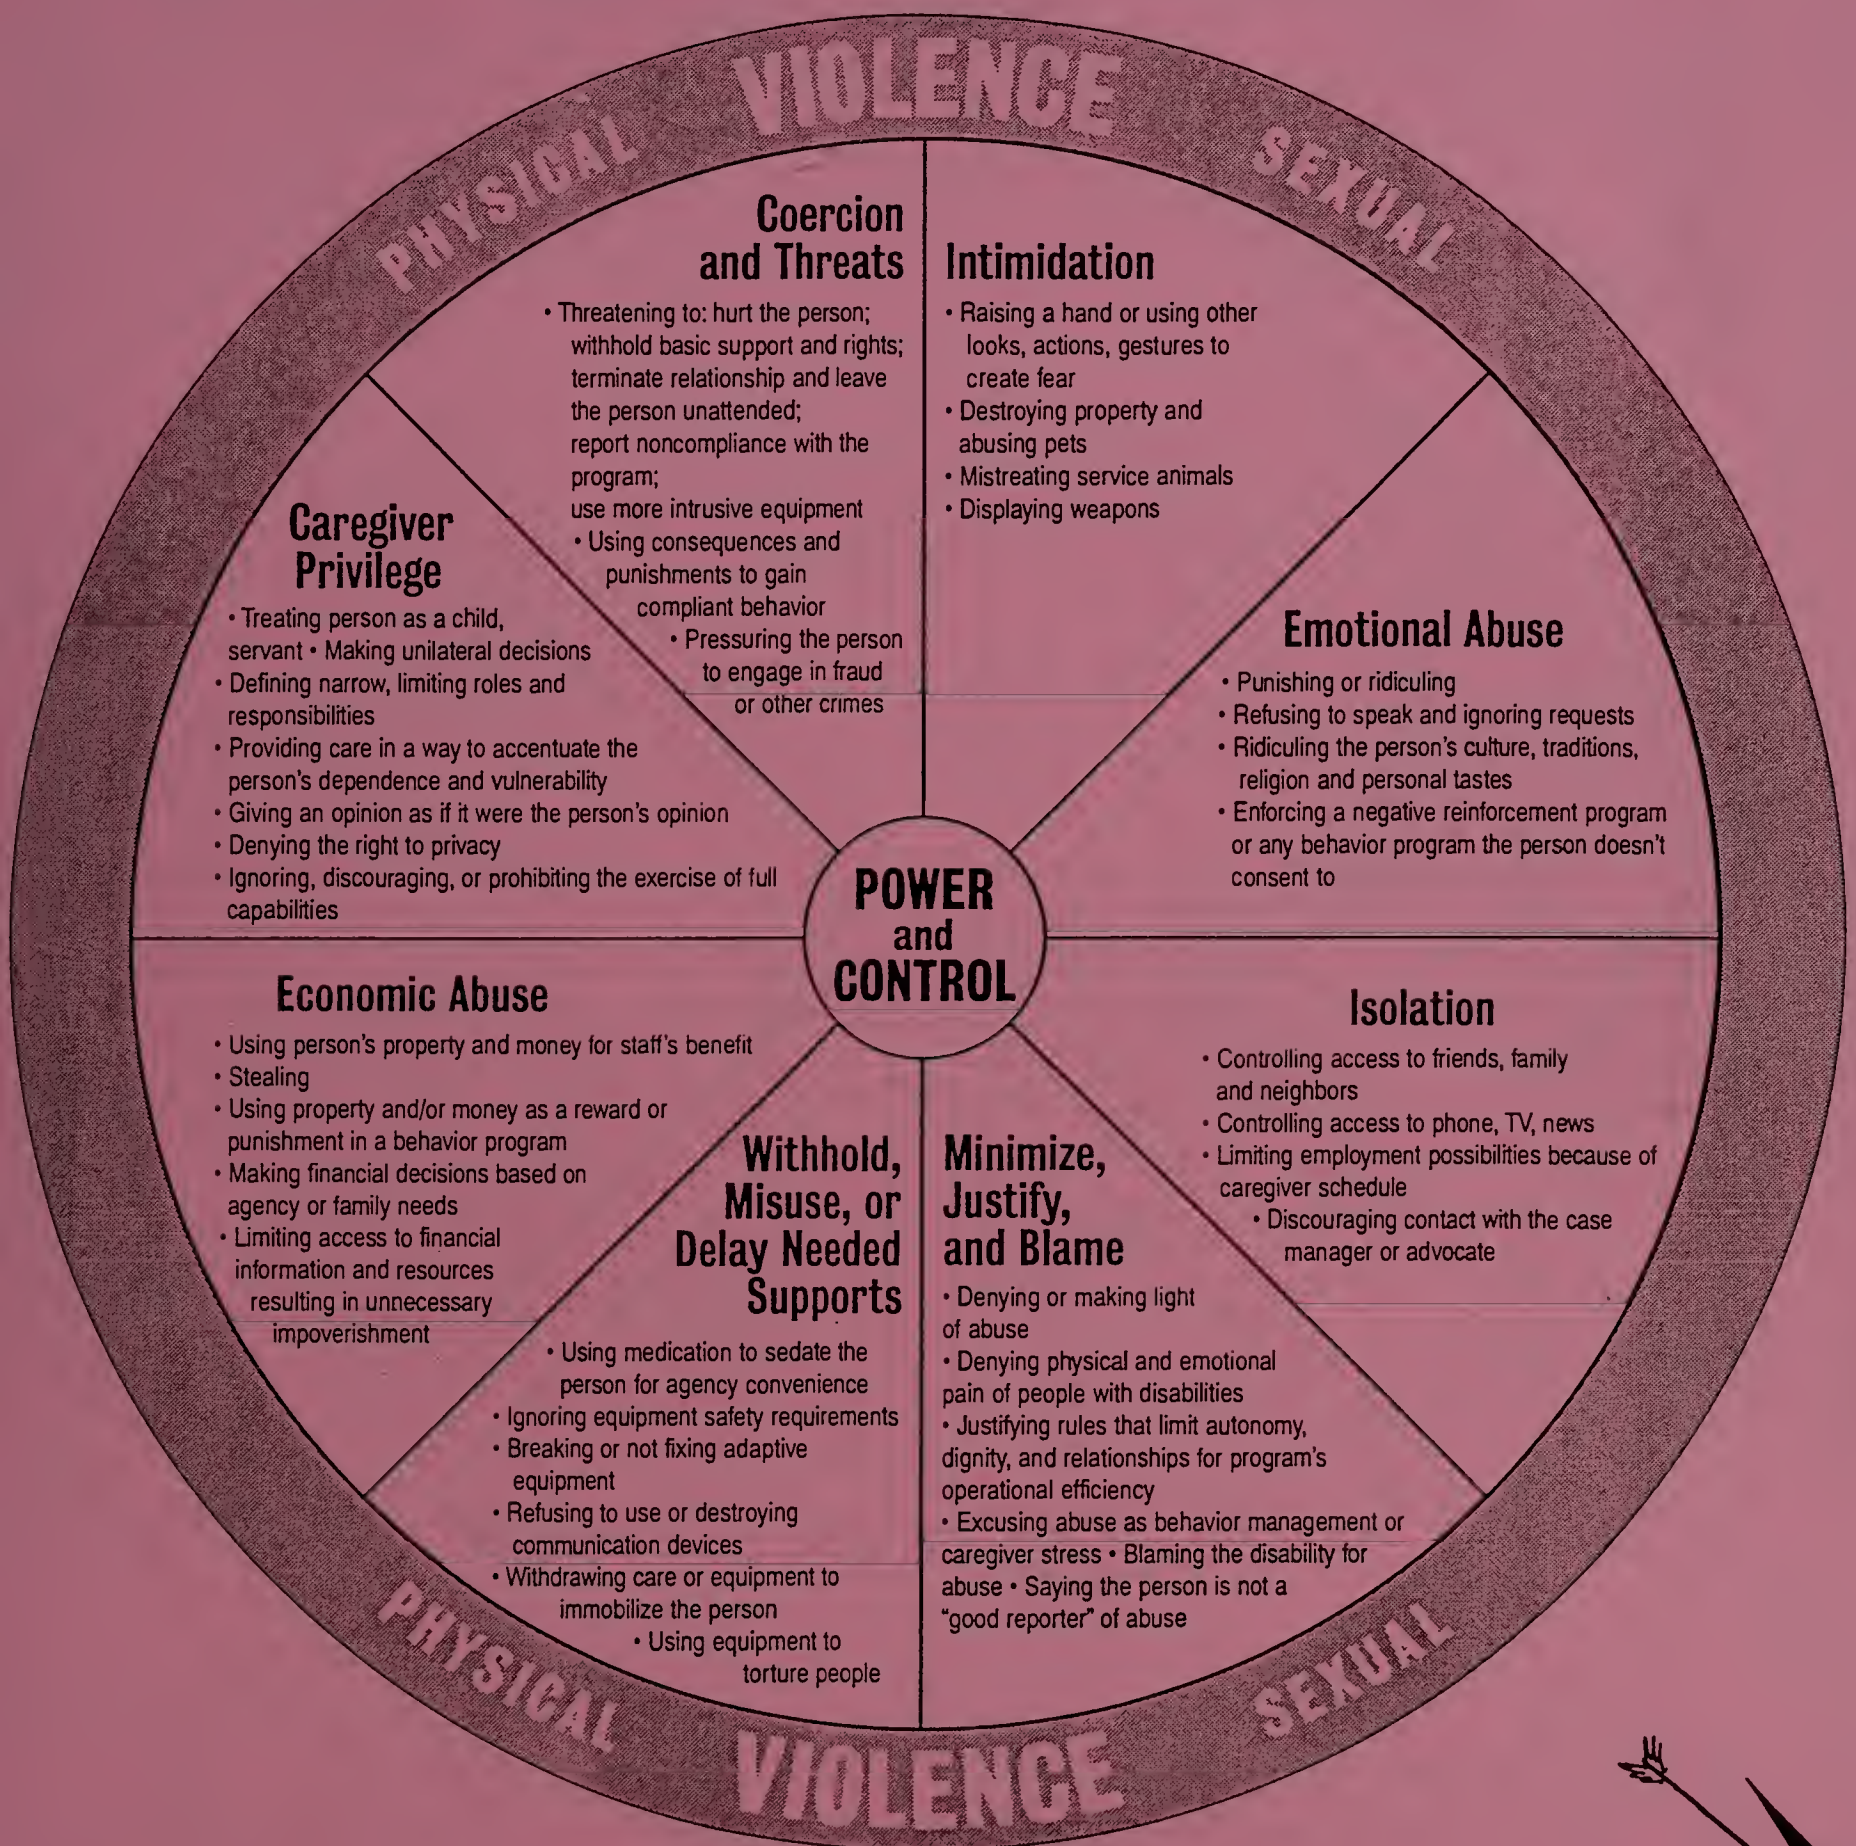 PHYSICAL VIOLENCE SEXUAL
Coercion
and Threats
• Threatening to: hurt the person;
withhold basic support and rights;
terminate relationship and leave
the person unattended;
report noncompliance with the
program;
use more intrusive equipment
• Using consequences and
punishments to gain
compliant behavior
• Pressuring the person
to engage in fraud
or other crimes
Intimidation
• Raising a hand or using other
looks, actions, gestures to
create fear
• Destroying property and
abusing pets
• Mistreating service animals
• Displaying weapons
Caregiver
Privilege
• Treating person as a child,
servant • Making unilateral decisions
• Defining narrow, limiting roles and
responsibilities
• Providing care in a way to accentuate the
person's dependence and vulnerability
• Giving an opinion as if it were the person's opinion
• Denying the right to privacy
• Ignoring, discouraging, or prohibiting the exercise of full
capabilities
Emotional Abuse
• Punishing or ridiculing
• Refusing to speak and ignoring requests
• Ridiculing the person's culture, traditions,
religion and personal tastes
• Enforcing a negative reinforcement program
or any behavior program the person doesn't
consent to
POWER
and
CONTROL
Economic Abuse
• Using person's property and money for staff's benefit
• Stealing
• Using property and/or money as a reward or
punishment in a behavior program
• Making financial decisions based on
agency or family needs
• Limiting access to financial
information and resources
resulting in unnecessary
impoverishment
Isolation
• Controlling access to friends, family
and neighbors
• Controlling access to phone, TV, news
• Limiting employment possibilities because of
caregiver schedule
• Discouraging contact with the case
manager or advocate
Withhold,
Misuse, or
Delay Needed
Supports
• Using medication to sedate the
person for agency convenience
• Ignoring equipment safety requirements
• Breaking or not fixing adaptive
equipment
• Refusing to use or destroying
communication devices
• Withdrawing care or equipment to
immobilize the person
• Using equipment to
torture people
Minimize,
Justify,
and Blame
• Denying or making light
of abuse
• Denying physical and emotional
pain of people with disabilities
• Justifying rules that limit autonomy,
dignity, and relationships for program's
operational efficiency
• Excusing abuse as behavior management or
caregiver stress • Blaming the disability for
abuse • Saying the person is not a
"good reporter" of abuse
PHYSICAL VIOLENCE SEXUAL